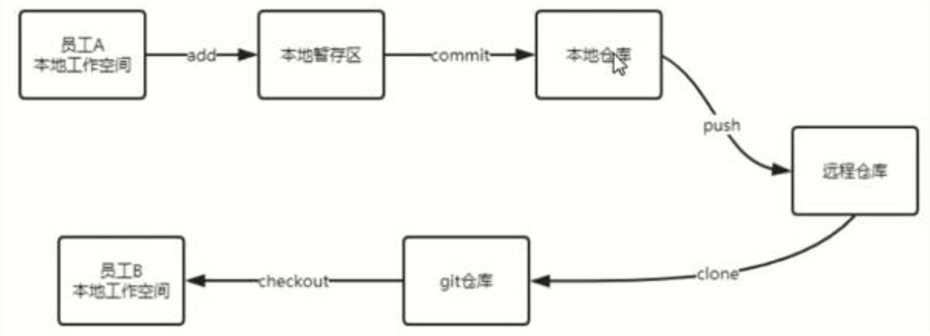 员工A
本地工作空间
add
本地暂存区
commit
本地仓库
push
远程仓库
clone
git仓库
checkout
员工B
本地工作空间